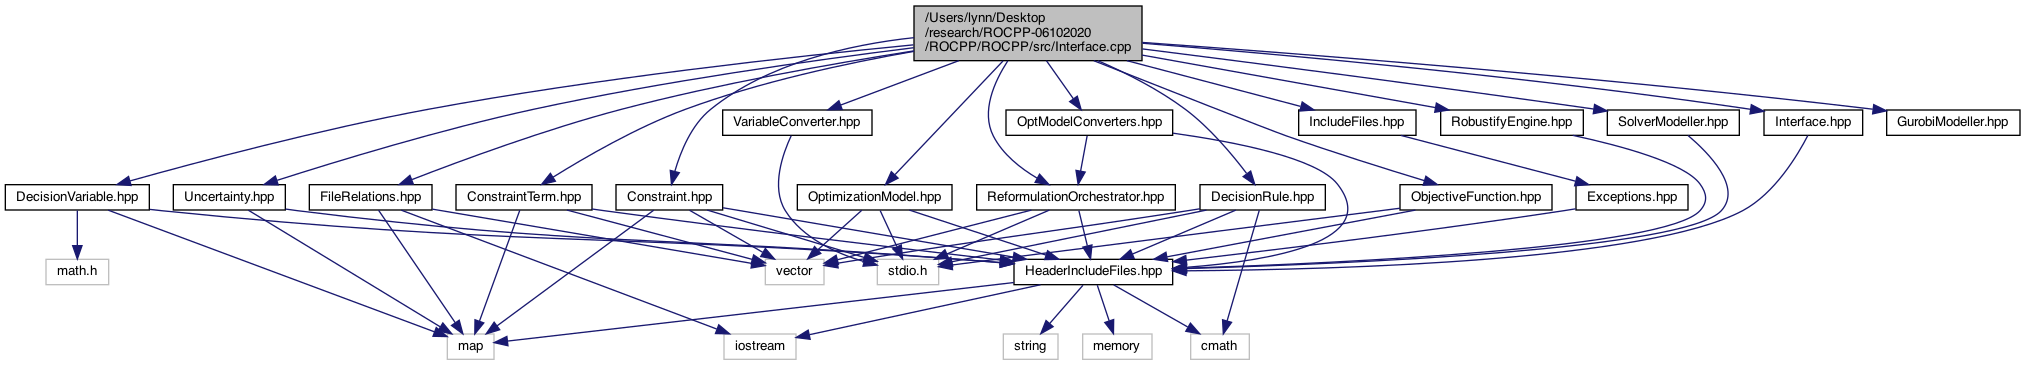 /Users/lynn/Desktop
/research/ROCPP-06102020
/ROCPP/ROCPP/src/Interface.cpp
VariableConverter.hpp
OptModelConverters.hpp
IncludeFiles.hpp
RobustifyEngine.hpp
SolverModeller.hpp
Interface.hpp
GurobiModeller.hpp
DecisionVariable.hpp
Uncertainty.hpp
FileRelations.hpp
ConstraintTerm.hpp
Constraint.hpp
OptimizationModel.hpp
ReformulationOrchestrator.hpp
DecisionRule.hpp
ObjectiveFunction.hpp
Exceptions.hpp
math.h
vector
stdio.h
HeaderIncludeFiles.hpp
map
iostream
string
memory
cmath